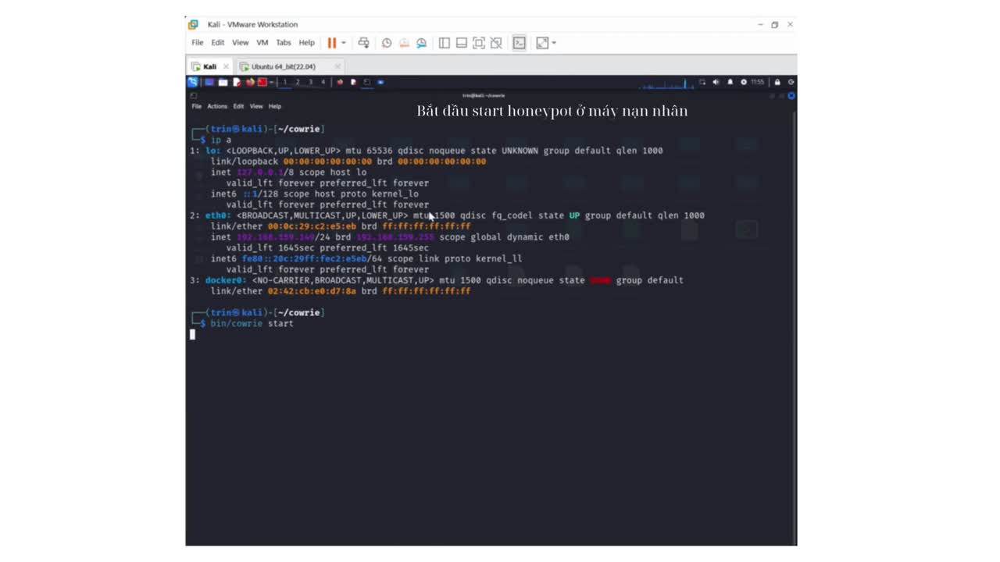 Kali - VMware Workstation
File Edit View VM Tabs Help
Kali Ubuntu 64_bit(22.04)
1 2 3 4 11:55
trin@kali: ~/cowrie
File Actions Edit View Help
Bắt đầu start honeypot ở máy nạn nhân
(trin㉿kali)-[~/cowrie]
$ ip a
1: lo: <LOOPBACK,UP,LOWER_UP> mtu 65536 qdisc noqueue state UNKNOWN group default qlen 1000
link/loopback 00:00:00:00:00:00 brd 00:00:00:00:00:00
inet 127.0.0.1/8 scope host lo
valid_lft forever preferred_lft forever
inet6 ::1/128 scope host proto kernel_lo
valid_lft forever preferred_lft forever
2: eth0: <BROADCAST,MULTICAST,UP,LOWER_UP> mtu 1500 qdisc fq_codel state UP group default qlen 1000
link/ether 00:0c:29:c2:e5:eb brd ff:ff:ff:ff:ff:ff
inet 192.168.159.149/24 brd 192.168.159.255 scope global dynamic eth0
valid_lft 1645sec preferred_lft 1645sec
inet6 fe80::20c:29ff:fec2:e5eb/64 scope link proto kernel_ll
valid_lft forever preferred_lft forever
3: docker0: <NO-CARRIER,BROADCAST,MULTICAST,UP> mtu 1500 qdisc noqueue state group default
link/ether 02:42:cb:e0:d7:8a brd ff:ff:ff:ff:ff:ff
(trin㉿kali)-[~/cowrie]
$ bin/cowrie start